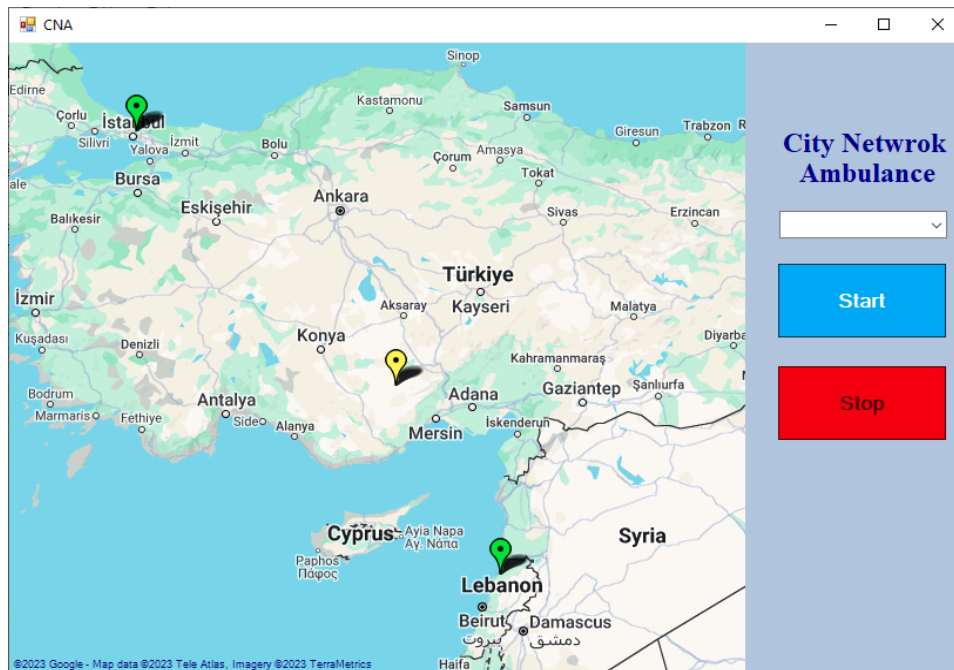 CNA
Sinop
Edirne
Kastamonu
Samsun
Çorlu
İstanbul
Giresun
Trabzon
R
Silivri
Yalova
İzmit
Bolu
Çorum
Amasya
City Netwrok
Ambulance
ale
Bursa
Tokat
Ankara
Eskişehir
Sivas
Erzincan
Balıkesir
Türkiye
Start
İzmir
Aksaray
Kayseri
Malatya
Kuşadası
Denizli
Konya
Diyarba
Kahramanmaraş
Bodrum
Antalya
Adana
Gaziantep
Şanlıurfa
Stop
Marmaris
Fethiye
Side
Alanya
Mersin
İskenderun
Cyprus
Ayia Napa
Αγ. Νάπα
Syria
Paphos
Πάφος
Lebanon
Beirut
بيروت
Damascus
دمشق
Haifa
©2023 Google - Map data ©2023 Tele Atlas, Imagery ©2023 TerraMetrics